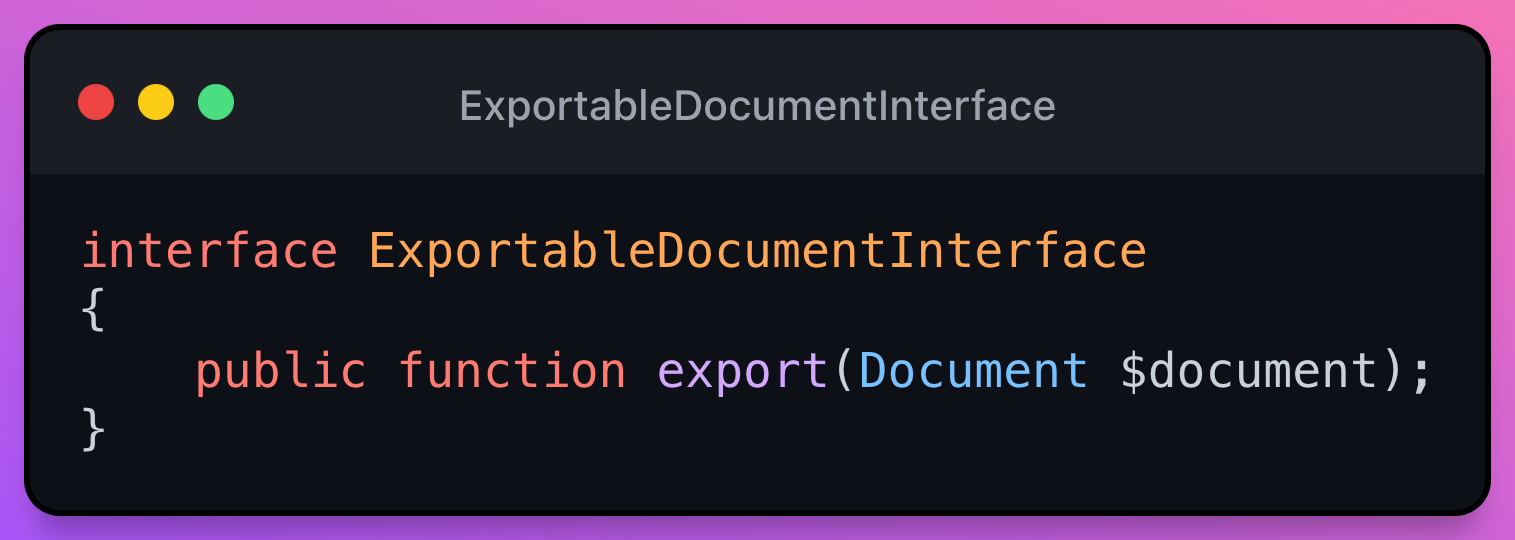 ExportableDocumentInterface
interface ExportableDocumentInterface
{
    public function export(Document $document);
}